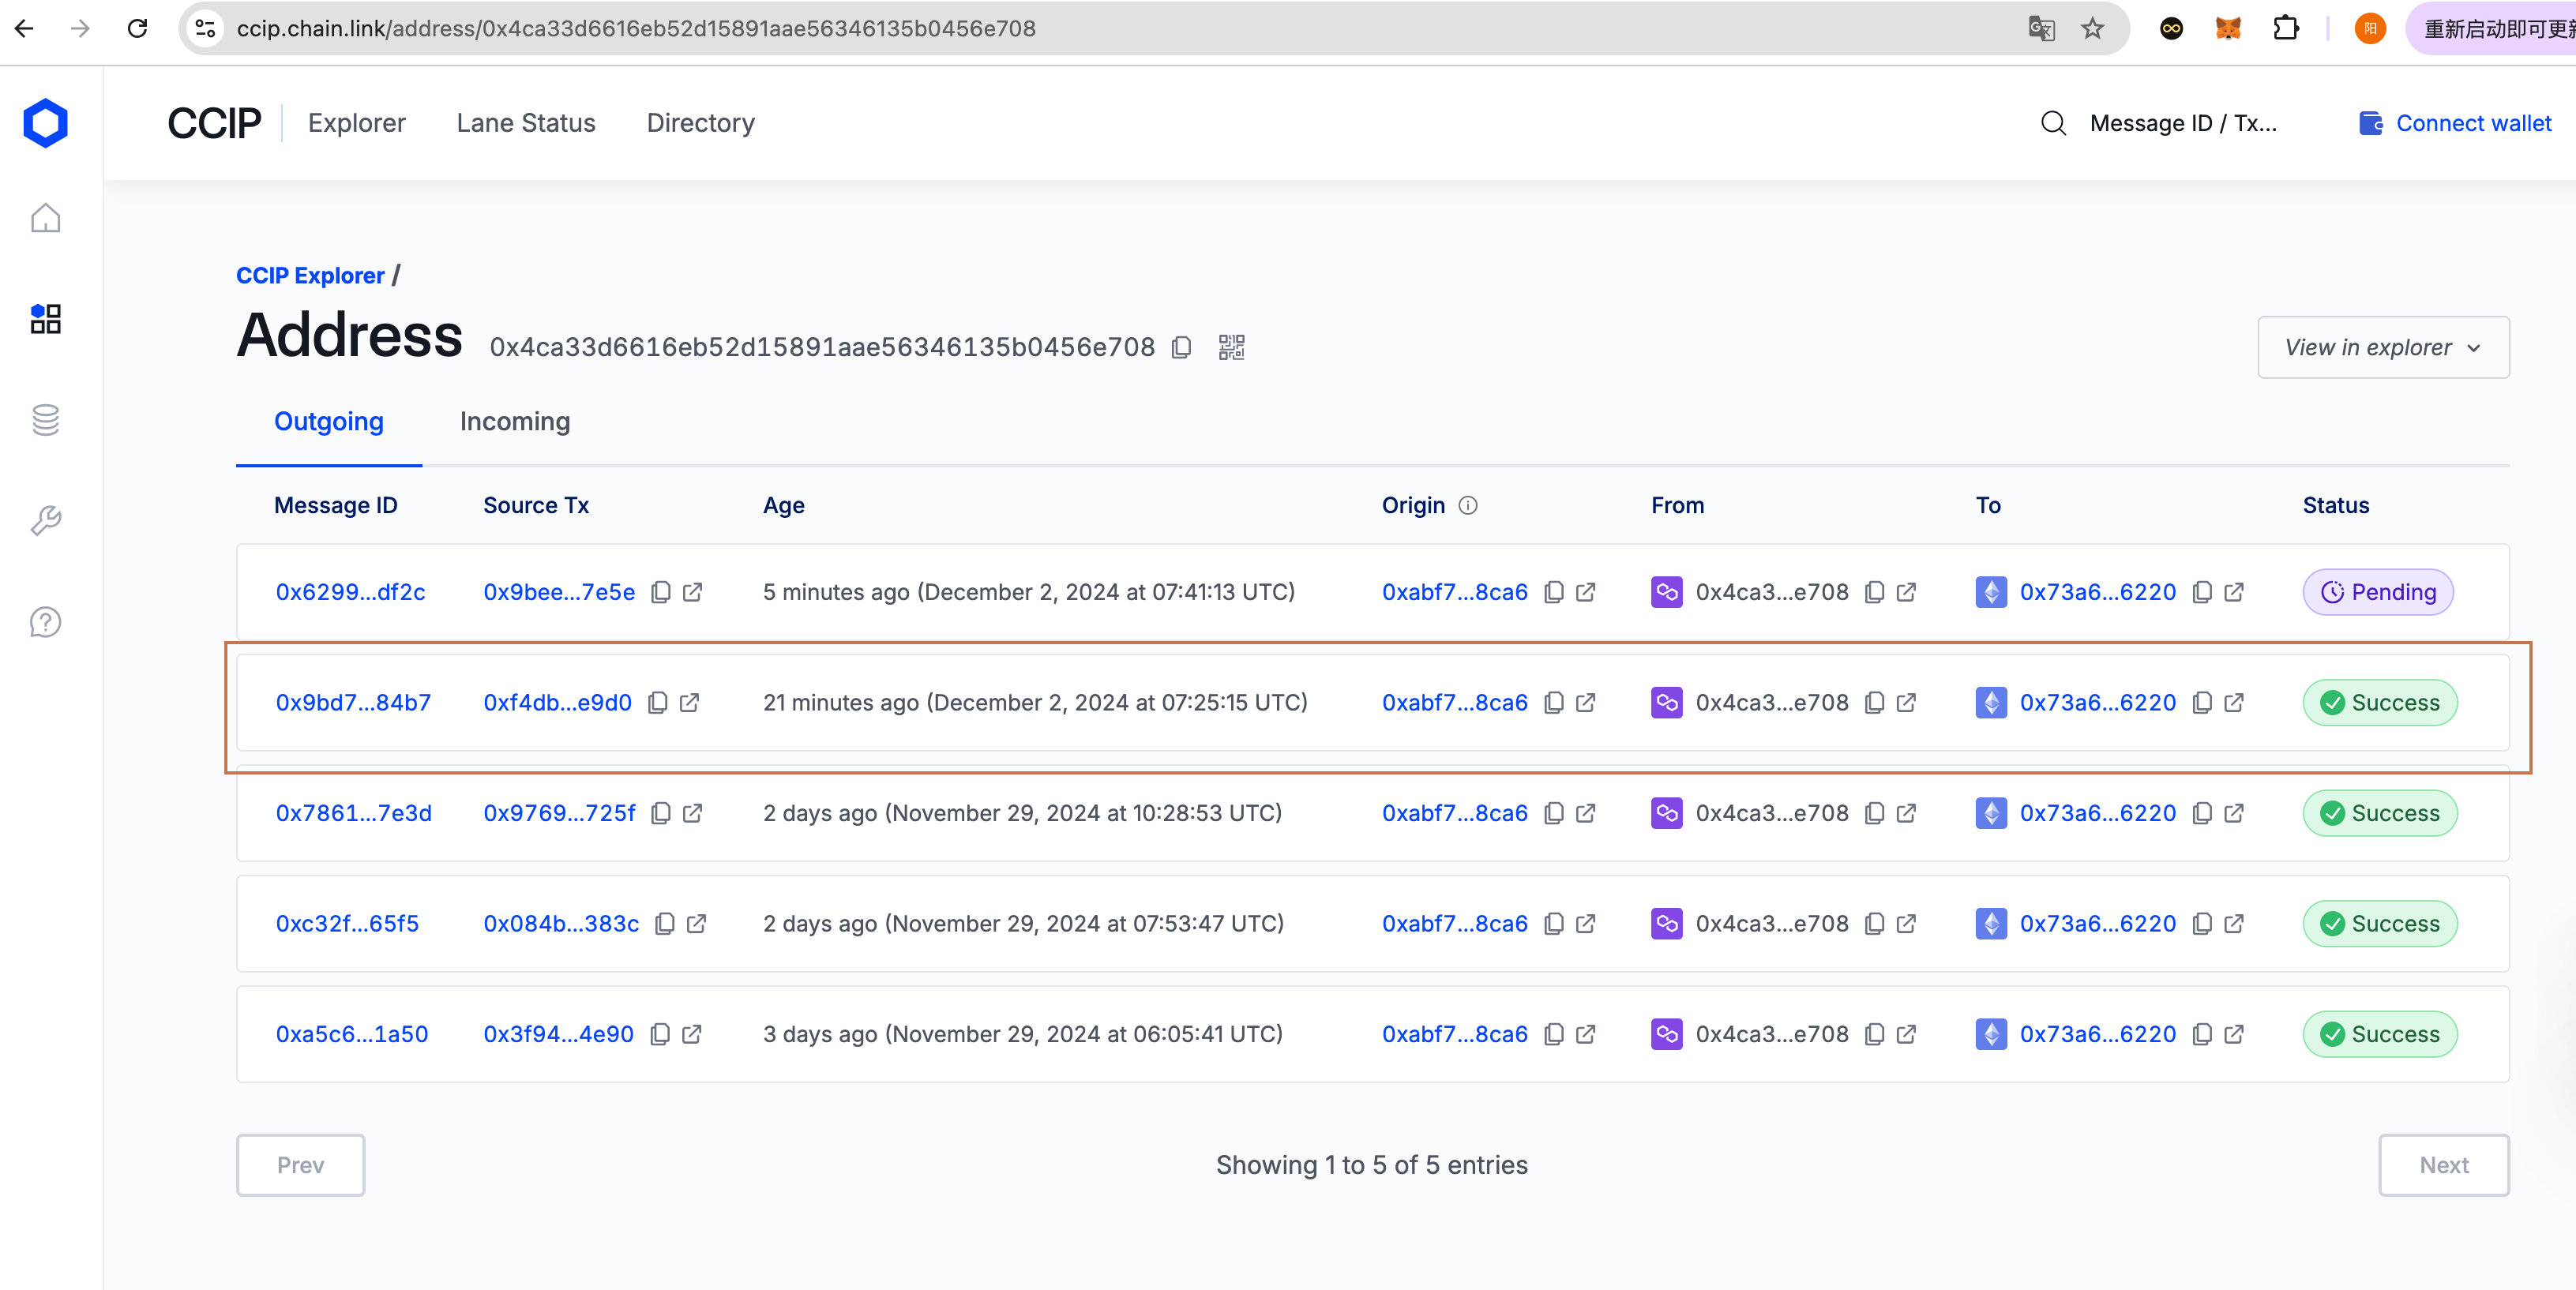 ccip.chain.link/address/0x4ca33d6616eb52d15891aae56346135b0456e708
阳
重新启动即可更新
CCIP Explorer Lane Status Directory Message ID / Tx... Connect wallet
CCIP Explorer /
Address 0x4ca33d6616eb52d15891aae56346135b0456e708 View in explorer
Outgoing Incoming
Message ID Source Tx Age Origin From To Status
0x6299...df2c 0x9bee...7e5e 5 minutes ago (December 2, 2024 at 07:41:13 UTC) 0xabf7...8ca6 0x4ca3...e708 0x73a6...6220 Pending
0x9bd7...84b7 0xf4db...e9d0 21 minutes ago (December 2, 2024 at 07:25:15 UTC) 0xabf7...8ca6 0x4ca3...e708 0x73a6...6220 Success
0x7861...7e3d 0x9769...725f 2 days ago (November 29, 2024 at 10:28:53 UTC) 0xabf7...8ca6 0x4ca3...e708 0x73a6...6220 Success
0xc32f...65f5 0x084b...383c 2 days ago (November 29, 2024 at 07:53:47 UTC) 0xabf7...8ca6 0x4ca3...e708 0x73a6...6220 Success
0xa5c6...1a50 0x3f94...4e90 3 days ago (November 29, 2024 at 06:05:41 UTC) 0xabf7...8ca6 0x4ca3...e708 0x73a6...6220 Success
Prev Showing 1 to 5 of 5 entries Next